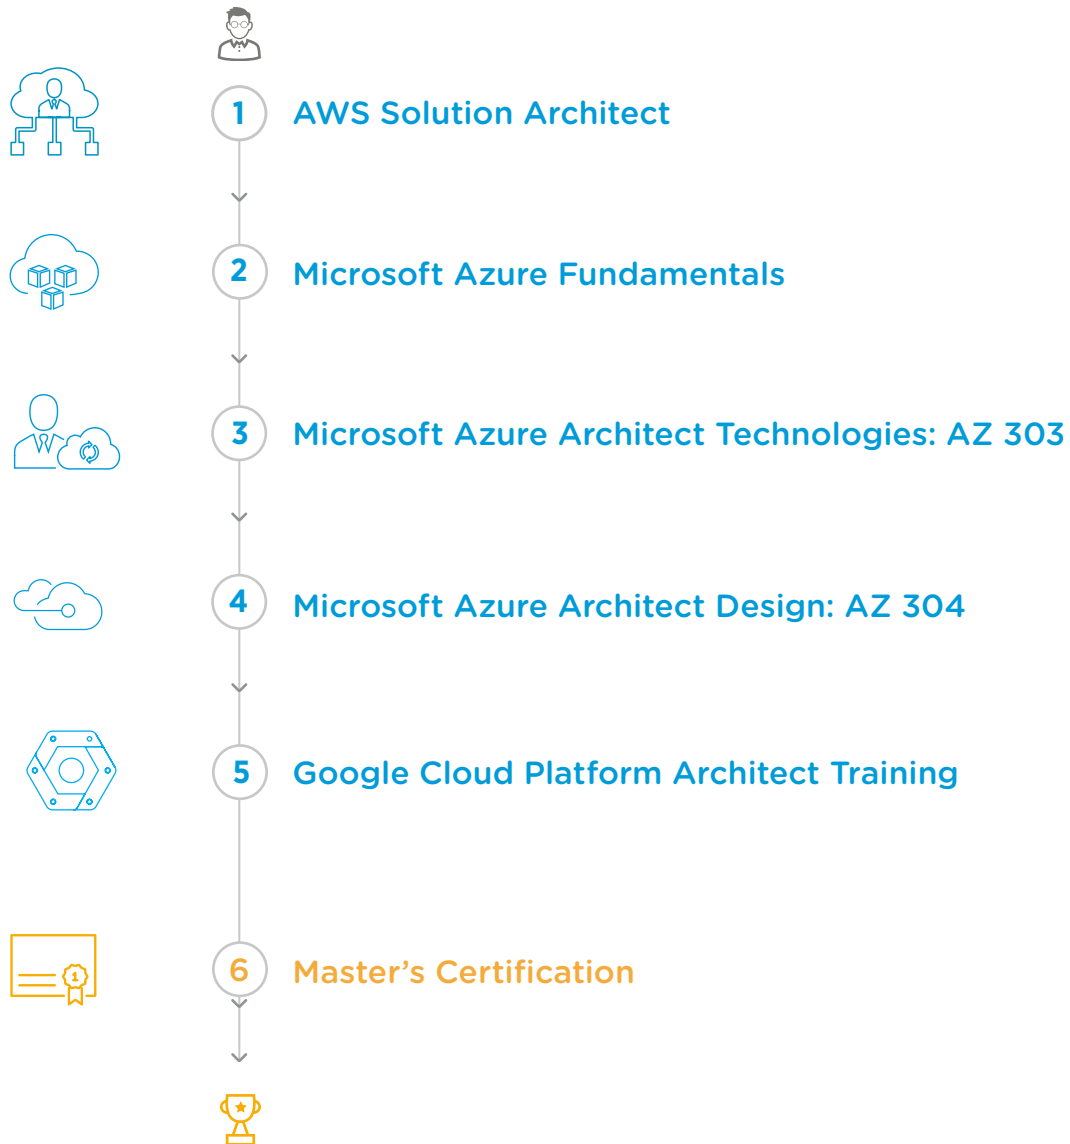 1 AWS Solution Architect
2 Microsoft Azure Fundamentals
3 Microsoft Azure Architect Technologies: AZ 303
4 Microsoft Azure Architect Design: AZ 304
5 Google Cloud Platform Architect Training
1
6 Master’s Certification